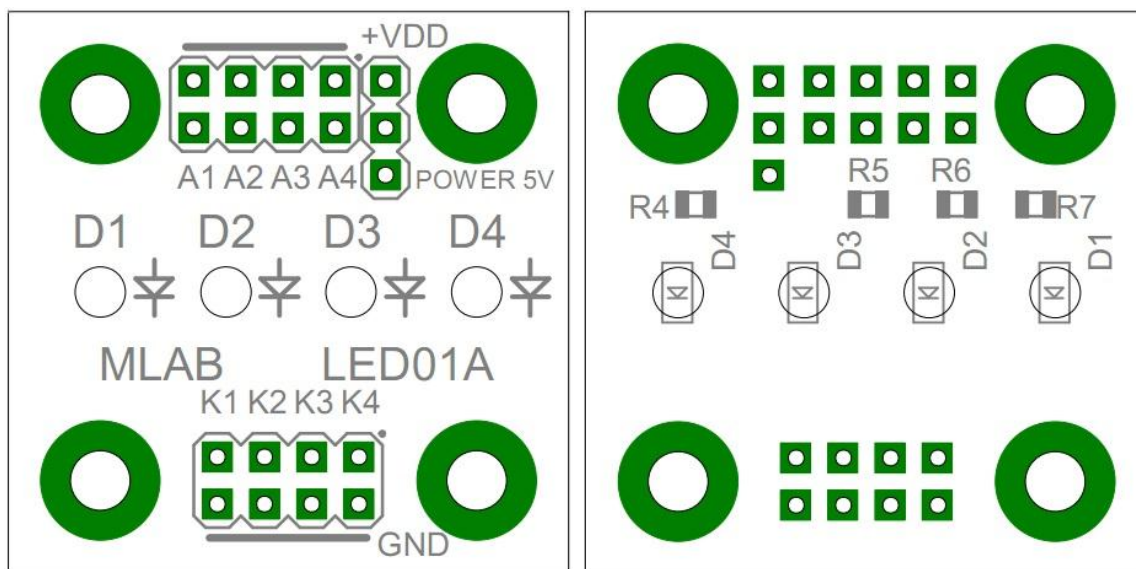 +VDD
A1 A2 A3 A4 POWER 5V
D1 D2 D3 D4
MLAB LED01A
K1 K2 K3 K4
GND
R5 R6
R4 R7
D4 D3 D2 D1